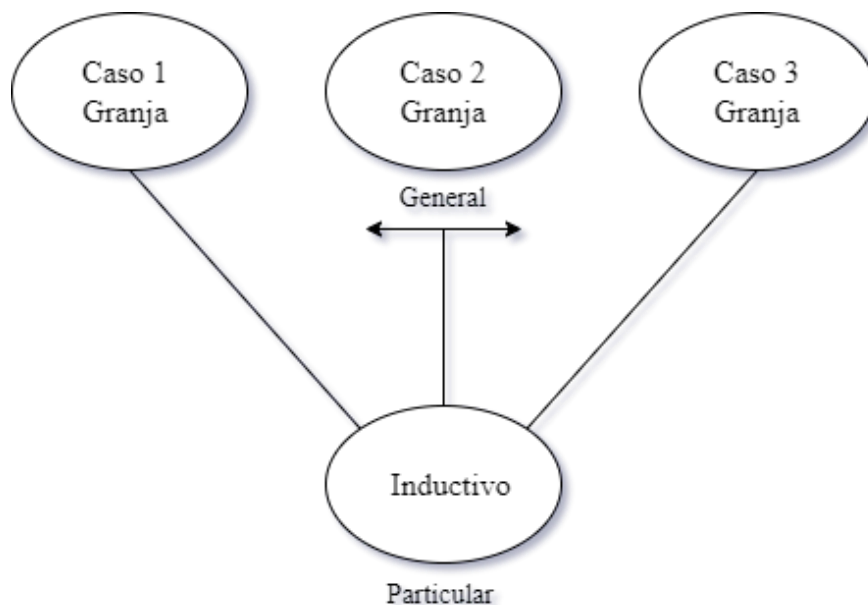 Caso 1
Granja
Caso 2
Granja
Caso 3
Granja
General
Inductivo
Particular